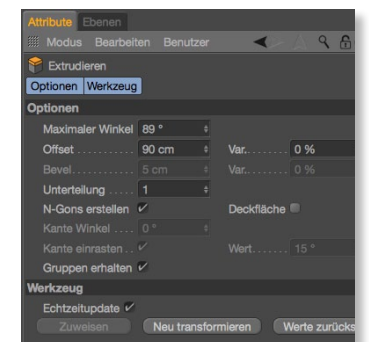 Attribute Ebenen
Modus Bearbeiten Benutzer
Extrudieren
Optionen Werkzeug
Optionen
Maximaler Winkel 89 °
Offset .......... 90 cm Var....... 0 %
Bevel............ 5 cm Var....... 0 %
Unterteilung ..... 1
N-Gons erstellen ✓ Deckfläche
Kante Winkel .... 0 °
Kante einrasten .. ✓ Wert....... 15 °
Gruppen erhalten ✓
Werkzeug
Echtzeitupdate ✓
Zuweisen Neu transformieren Werte zurücks